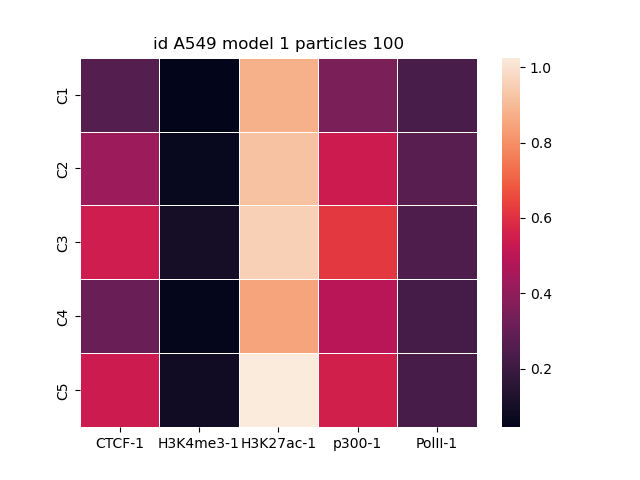 id A549 model 1 particles 100
C1
C2
C3
C4
C5
CTCF-1 H3K4me3-1 H3K27ac-1 p300-1 PolII-1
1.0
0.8
0.6
0.4
0.2